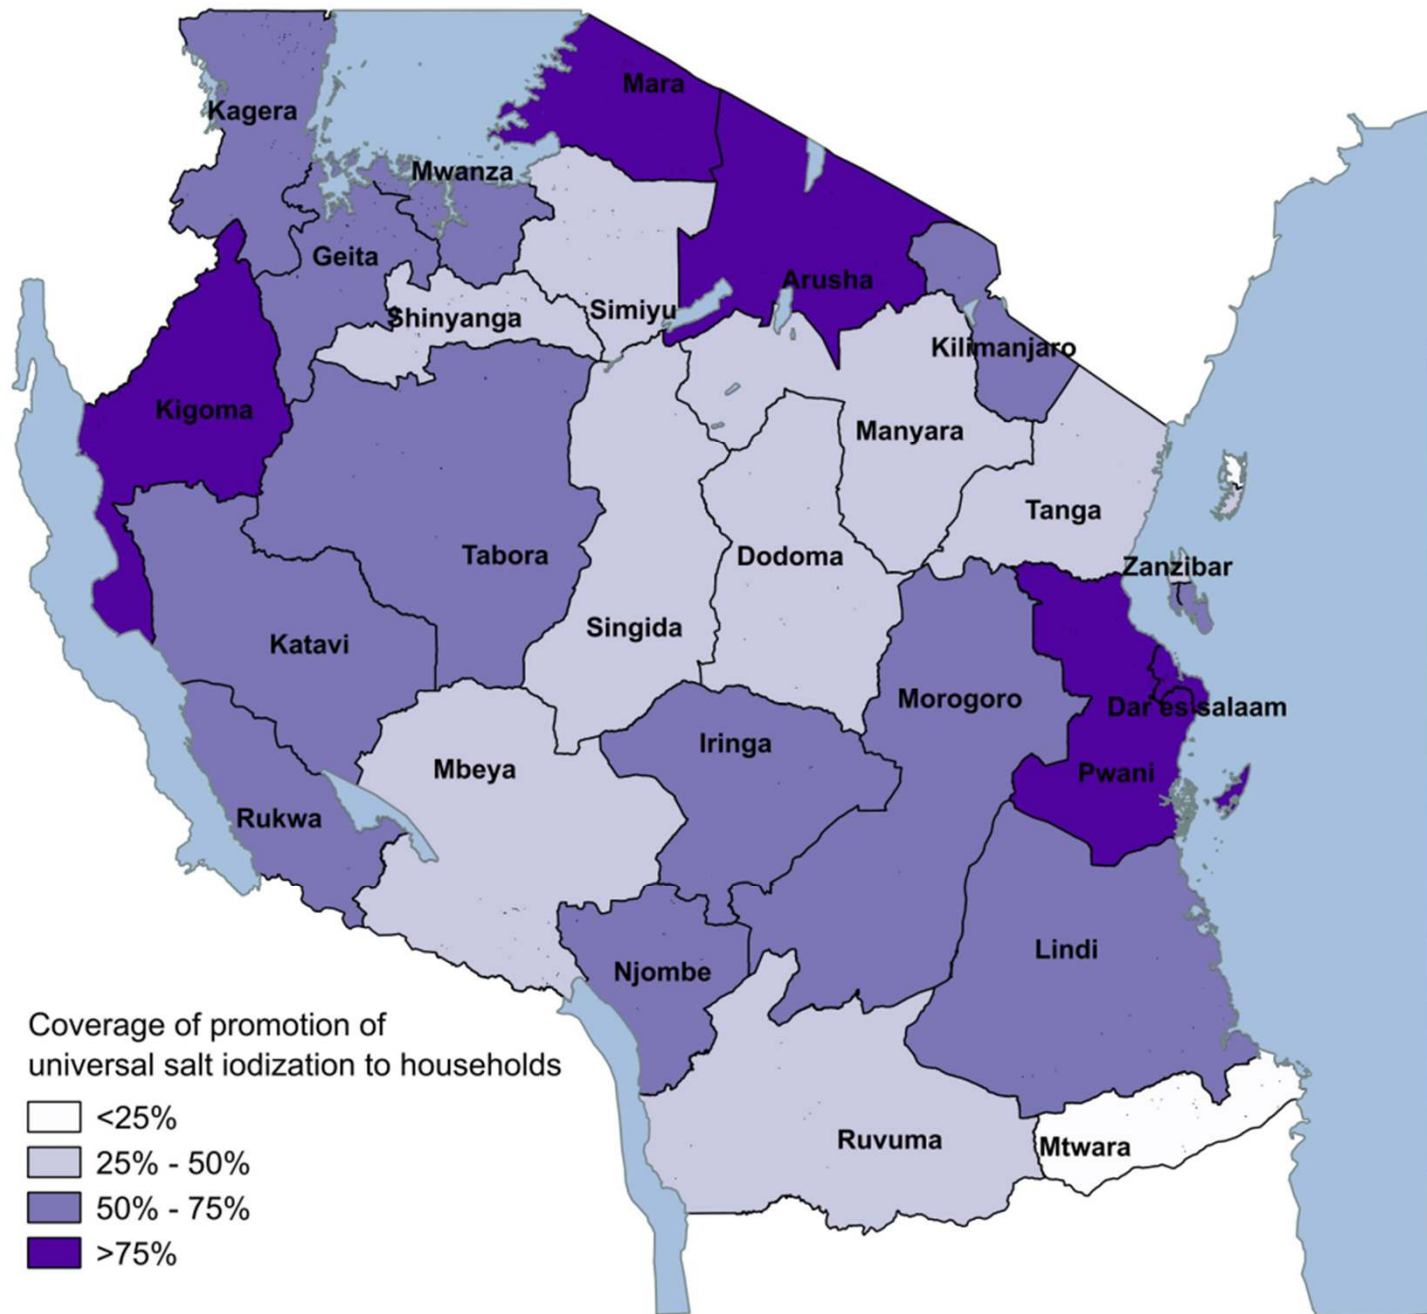 Mara
Kagera
Mwanza
Geita
Arusha
Simiyu
Shinyanga
Kilimanjaro
Kigoma
Manyara
Tanga
Tabora
Dodoma
Zanzibar
Singida
Katavi
Morogoro
Dar es salaam
Iringa
Mbeya
Pwani
Rukwa
Lindi
Njombe
Ruvuma
Mtwara
Coverage of promotion of
universal salt iodization to households
<25%
25% - 50%
50% - 75%
>75%